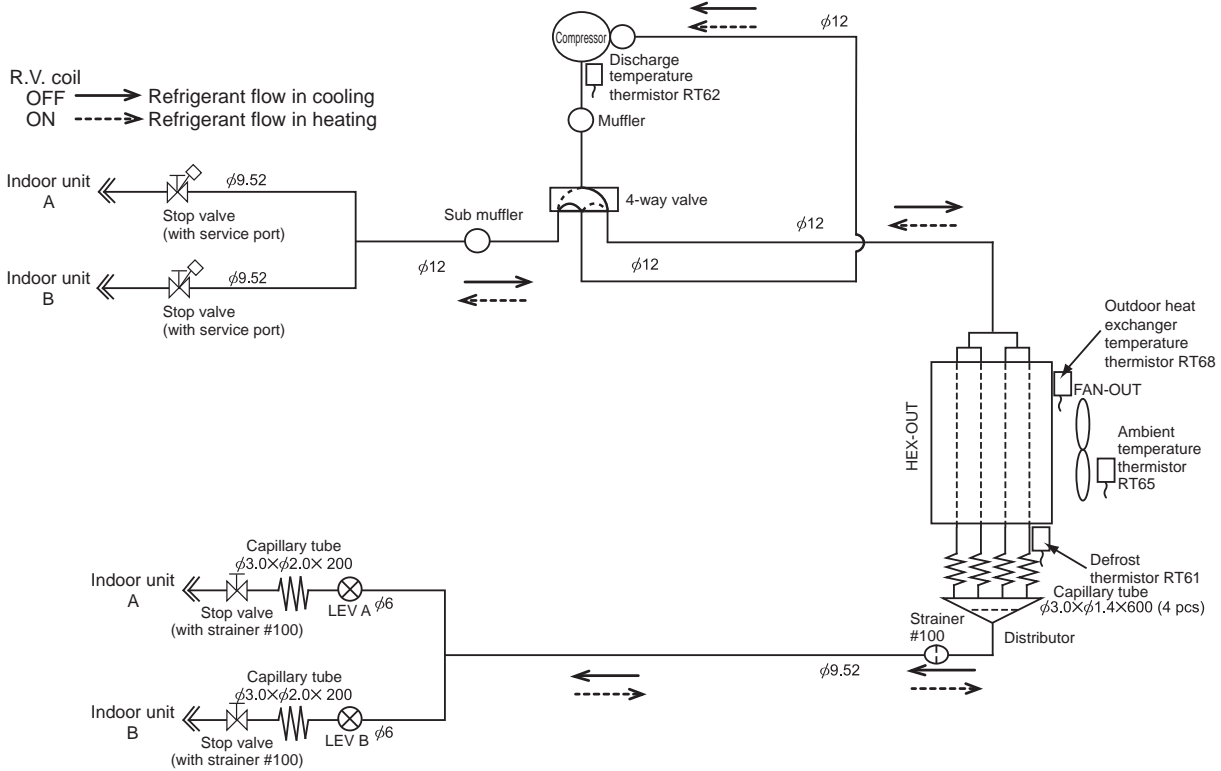 Compressor
ϕ12
Discharge
temperature
thermistor RT62
Muffler
R.V. coil
OFF Refrigerant flow in cooling
ON Refrigerant flow in heating
Indoor unit
A
ϕ9.52
Stop valve
(with service port)
4-way valve
Sub muffler
ϕ12
ϕ12
ϕ12
Indoor unit
B
ϕ9.52
Stop valve
(with service port)
Outdoor heat
exchanger
temperature
thermistor RT68
FAN-OUT
HEX-OUT
Ambient
temperature
thermistor
RT65
Defrost
thermistor RT61
Capillary tube
ϕ3.0×ϕ1.4×600 (4 pcs)
Distributor
Strainer
#100
ϕ9.52
Capillary tube
ϕ3.0×ϕ2.0× 200
Indoor unit
A
LEV A
ϕ6
Stop valve
(with strainer #100)
Capillary tube
ϕ3.0×ϕ2.0× 200
Indoor unit
B
LEV B
ϕ6
Stop valve
(with strainer #100)